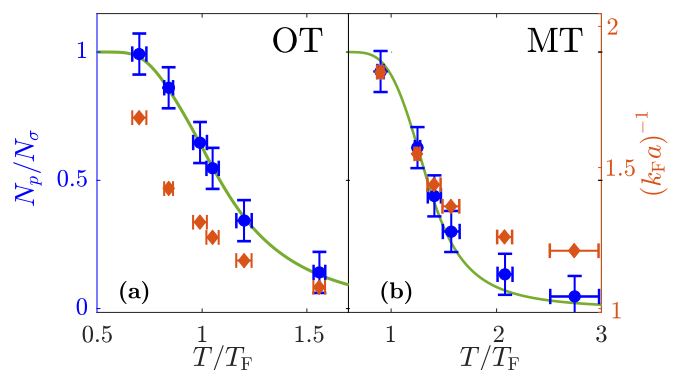 OT
MT
1
0.5
0
N_p/N_σ
2
1.5
1
(k_F a)^{-1}
(a)
(b)
0.5
1
1.5
1
2
3
T/T_F
T/T_F